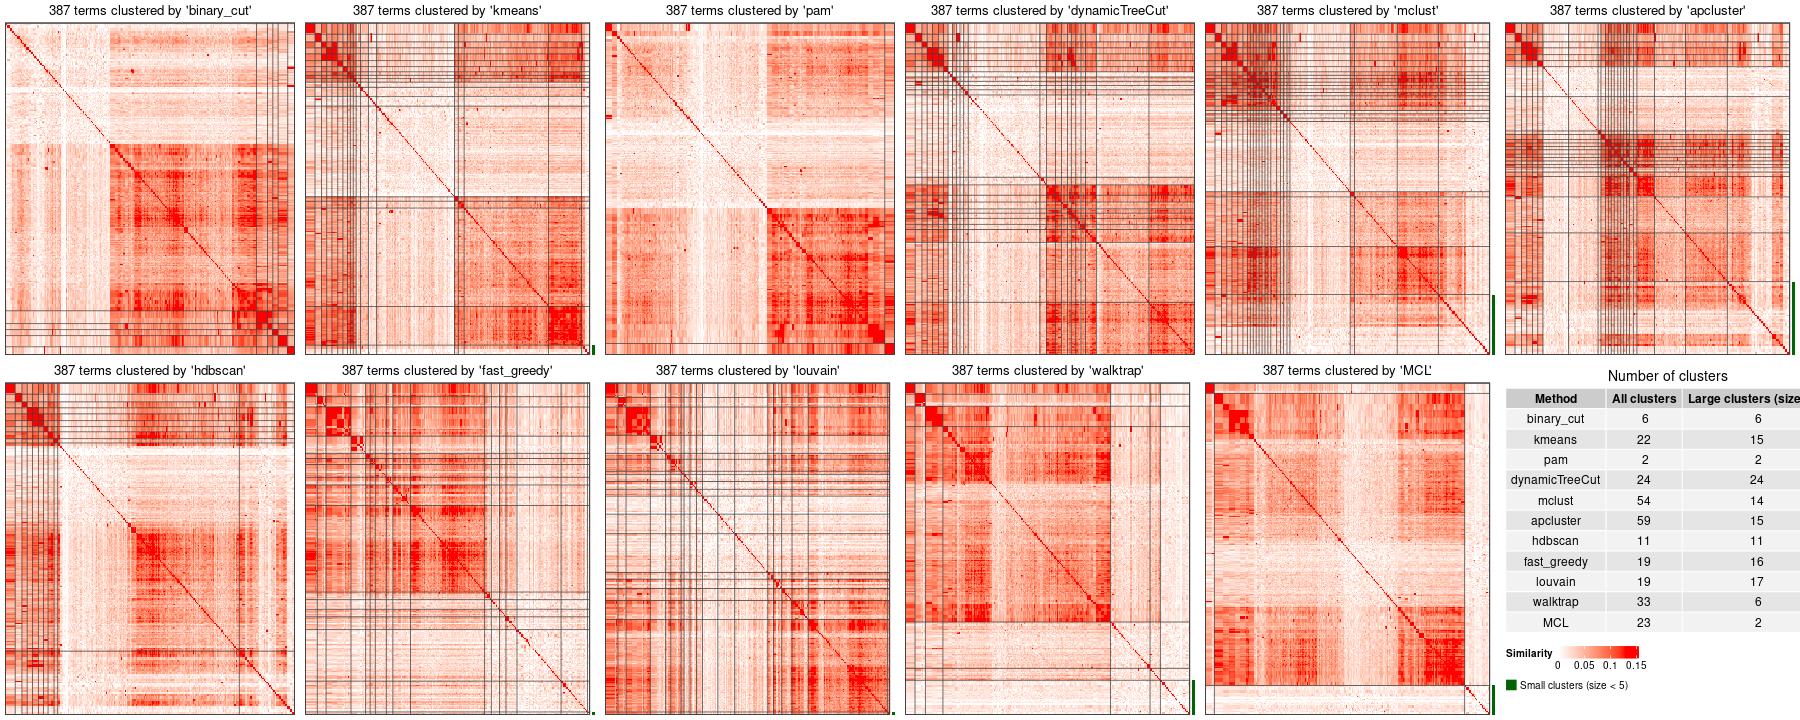 387 terms clustered by 'binary_cut'
387 terms clustered by 'kmeans'
387 terms clustered by 'pam'
387 terms clustered by 'dynamicTreeCut'
387 terms clustered by 'mclust'
387 terms clustered by 'apcluster'
387 terms clustered by 'hdbscan'
387 terms clustered by 'fast_greedy'
387 terms clustered by 'louvain'
387 terms clustered by 'walktrap'
387 terms clustered by 'MCL'
Number of clusters
Method All clusters Large clusters (size
binary_cut 6 6
kmeans 22 15
pam 2 2
dynamicTreeCut 24 24
mclust 54 14
apcluster 59 15
hdbscan 11 11
fast_greedy 19 16
louvain 19 17
walktrap 33 6
MCL 23 2
Similarity
0 0.05 0.1 0.15
Small clusters (size < 5)